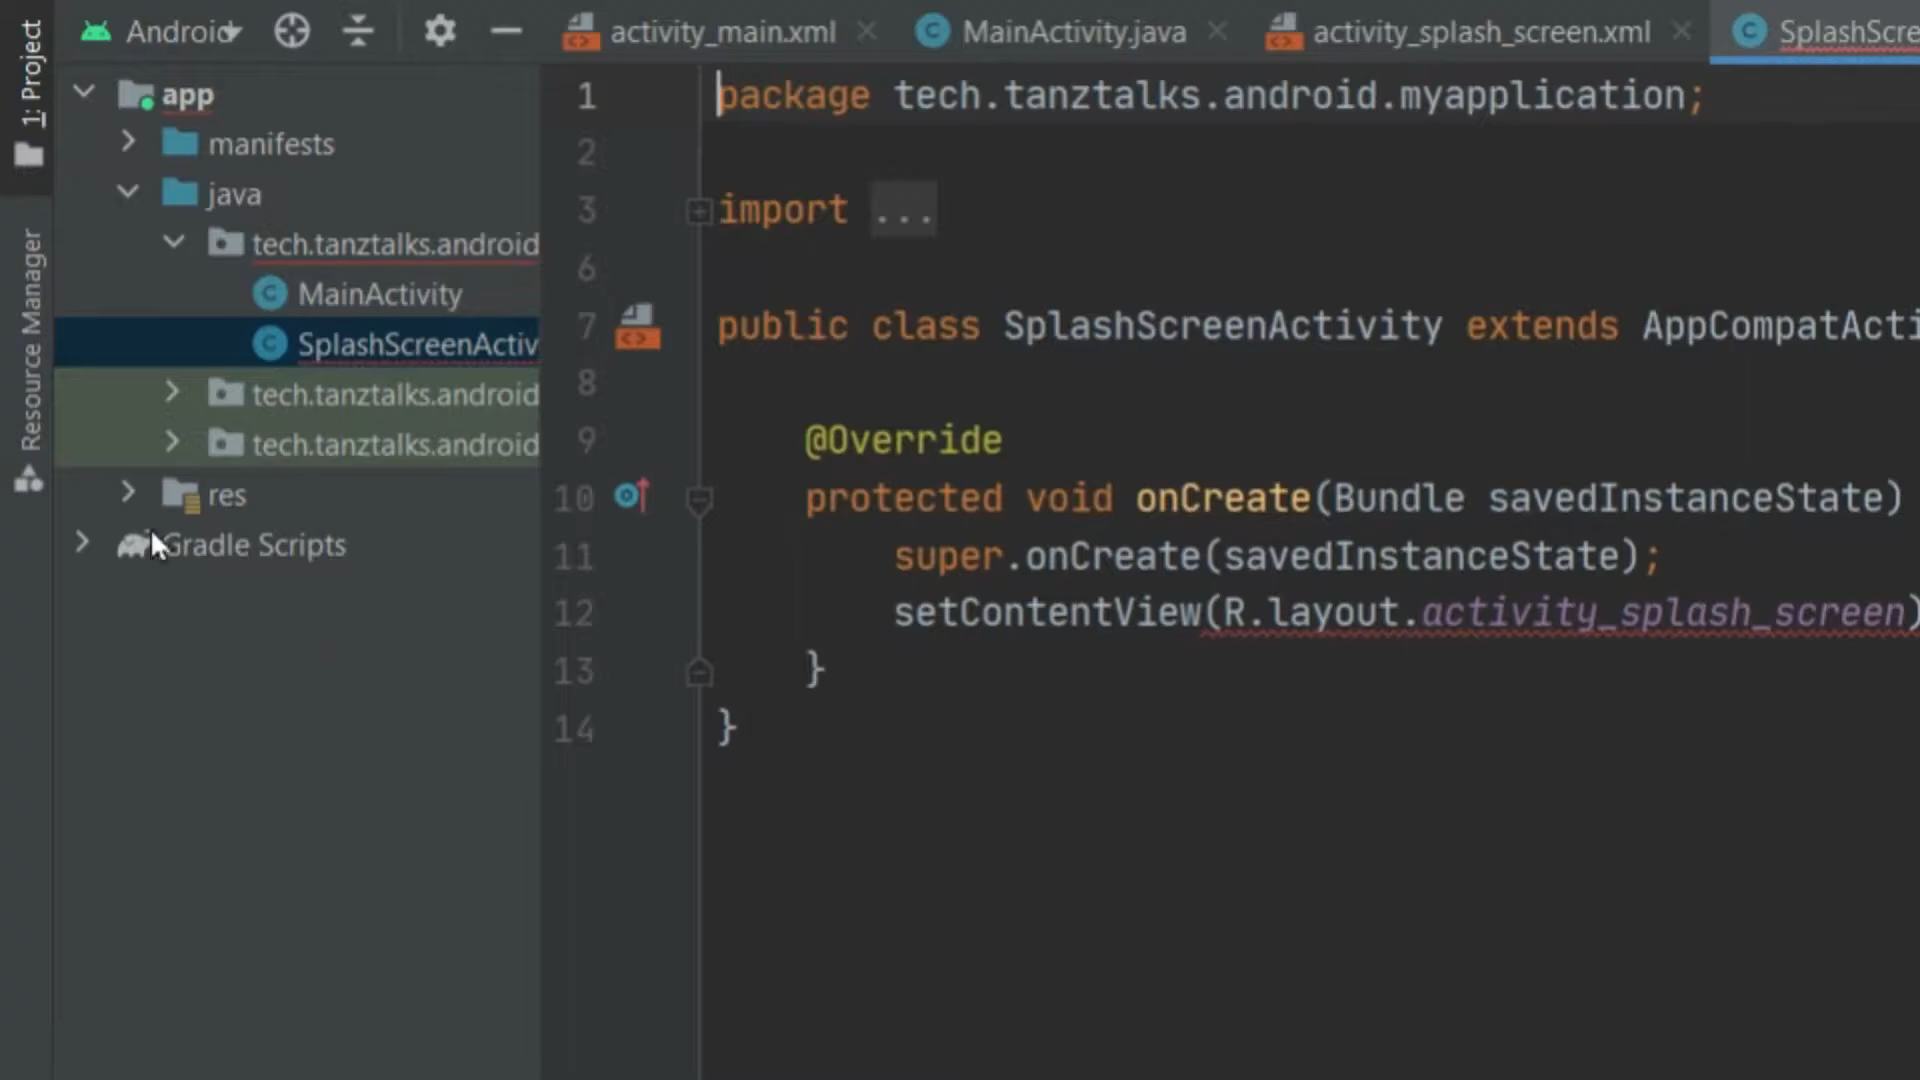 1: Project
Resource Manager
Android
activity_main.xml
MainActivity.java
activity_splash_screen.xml
SplashScre
app
manifests
java
tech.tanztalks.android
MainActivity
SplashScreenActiv
tech.tanztalks.android
tech.tanztalks.android
res
Gradle Scripts
1 package tech.tanztalks.android.myapplication;
2
3 import ...
6
7 public class SplashScreenActivity extends AppCompatActi
8
9 @Override
10 protected void onCreate(Bundle savedInstanceState)
11 super.onCreate(savedInstanceState);
12 setContentView(R.layout.activity_splash_screen)
13 }
14 }